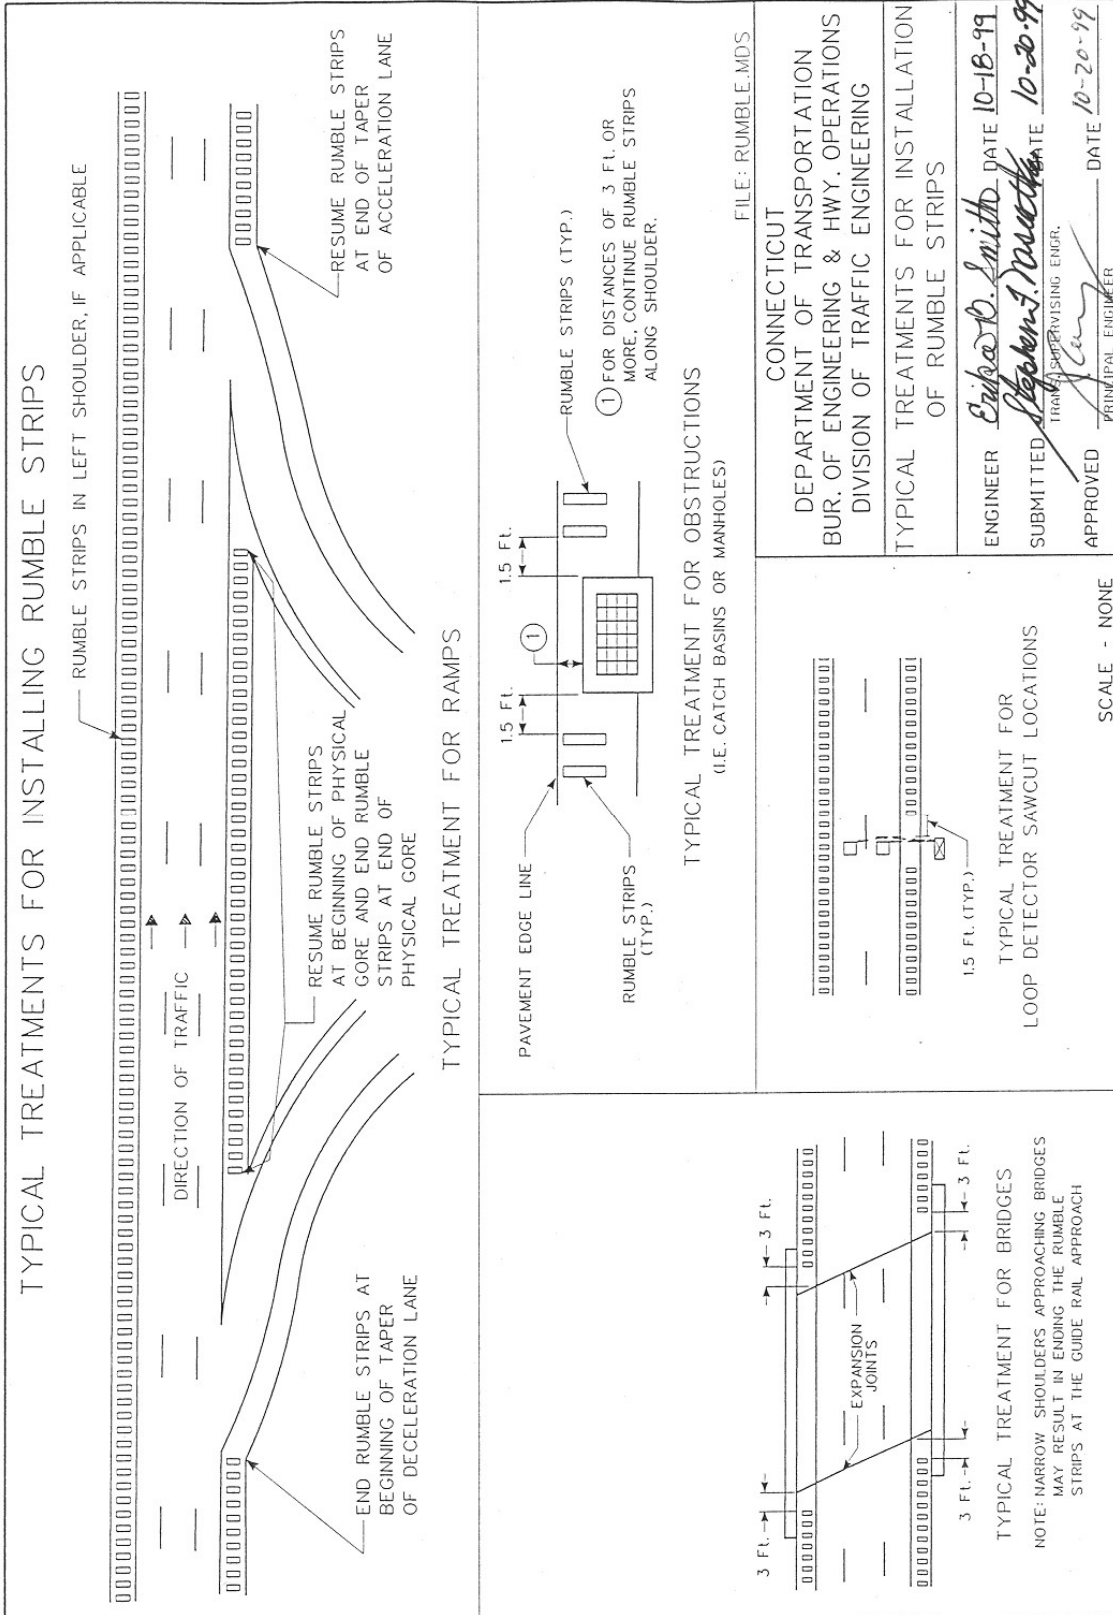 TYPICAL TREATMENTS FOR INSTALLING RUMBLE STRIPS
RUMBLE STRIPS IN LEFT SHOULDER, IF APPLICABLE
DIRECTION OF TRAFFIC
END RUMBLE STRIPS AT
BEGINNING OF TAPER
OF DECELERATION LANE
RESUME RUMBLE STRIPS
AT BEGINNING OF PHYSICAL
GORE AND END RUMBLE
STRIPS AT END OF
PHYSICAL GORE
RESUME RUMBLE STRIPS
AT END OF TAPER
OF ACCELERATION LANE
TYPICAL TREATMENT FOR RAMPS
PAVEMENT EDGE LINE
RUMBLE STRIPS
(TYP.)
1.5 Ft.
1
1.5 Ft.
RUMBLE STRIPS (TYP.)
1 FOR DISTANCES OF 3 Ft. OR
MORE, CONTINUE RUMBLE STRIPS
ALONG SHOULDER.
TYPICAL TREATMENT FOR OBSTRUCTIONS
(I.E. CATCH BASINS OR MANHOLES)
FILE: RUMBLE.MDS
3 Ft.
3 Ft.
EXPANSION
JOINTS
3 Ft.
3 Ft.
TYPICAL TREATMENT FOR BRIDGES
NOTE: NARROW SHOULDERS APPROACHING BRIDGES
MAY RESULT IN ENDING THE RUMBLE
STRIPS AT THE GUIDE RAIL APPROACH
1.5 Ft. (TYP.)
TYPICAL TREATMENT FOR
LOOP DETECTOR SAWCUT LOCATIONS
SCALE - NONE
CONNECTICUT
DEPARTMENT OF TRANSPORTATION
BUR. OF ENGINEERING & HWY. OPERATIONS
DIVISION OF TRAFFIC ENGINEERING
TYPICAL TREATMENTS FOR INSTALLATION
OF RUMBLE STRIPS
ENGINEER Erika B. Smith DATE 10-18-99
SUBMITTED Stephen F. DATE 10-20-99
TRANS. SUPERVISING ENGR.
APPROVED DATE 10-20-99
PRINCIPAL ENGINEER